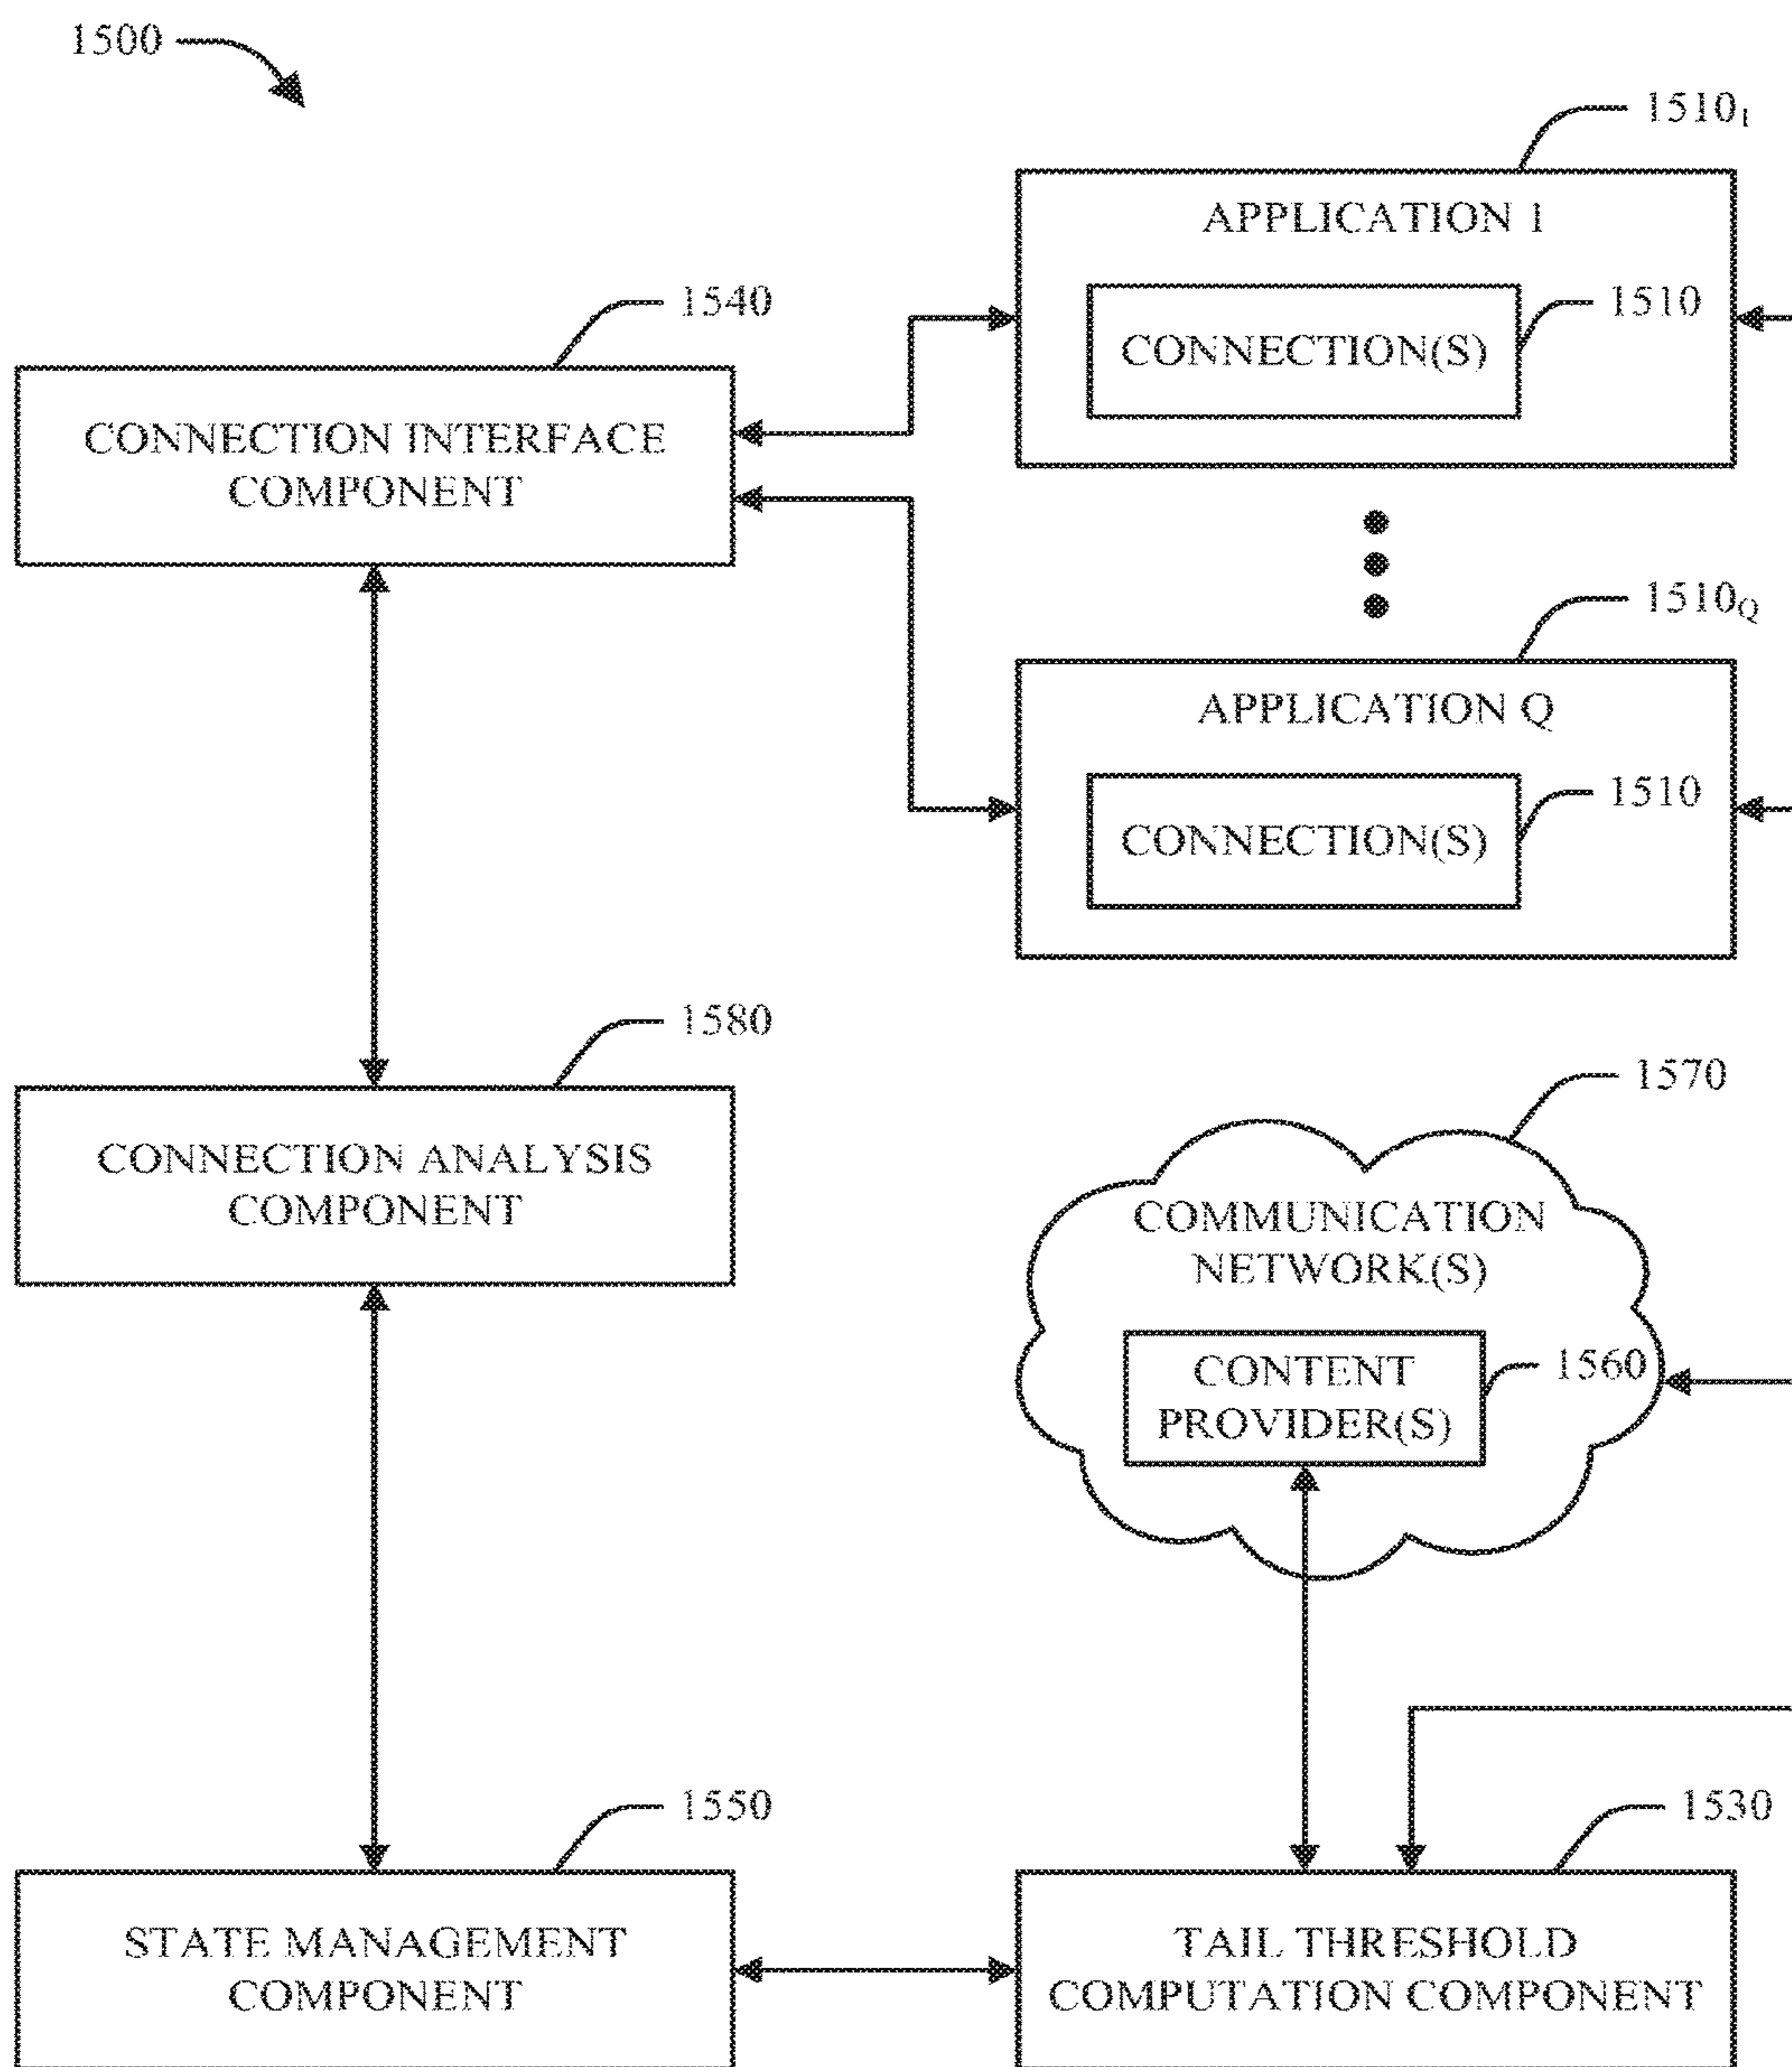 1500
1510₁
APPLICATION 1
1540
1510
CONNECTION(S)
CONNECTION INTERFACE
COMPONENT
1510Q
APPLICATION Q
1510
CONNECTION(S)
1580
1570
CONNECTION ANALYSIS
COMPONENT
COMMUNICATION
NETWORK(S)
1560
CONTENT
PROVIDER(S)
1550
1530
STATE MANAGEMENT
COMPONENT
TAIL THRESHOLD
COMPUTATION COMPONENT